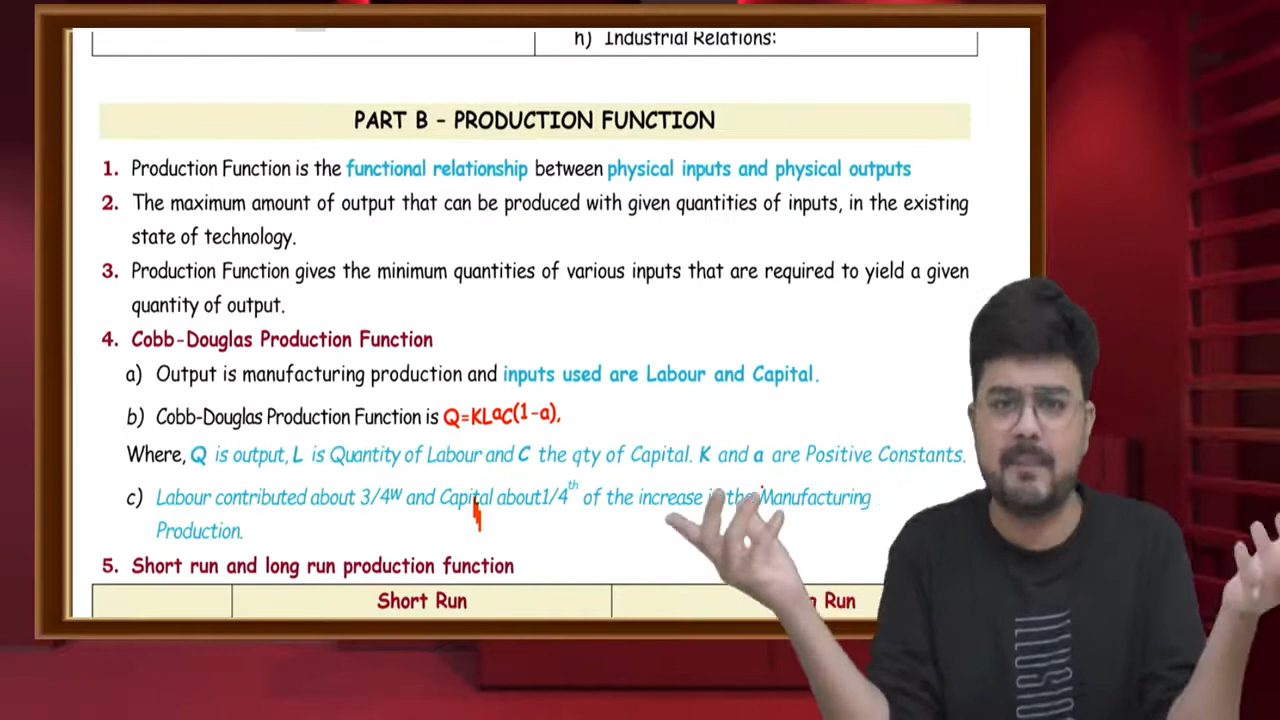 h) Industrial Relations:
PART B - PRODUCTION FUNCTION
1. Production Function is the functional relationship between physical inputs and physical outputs
2. The maximum amount of output that can be produced with given quantities of inputs, in the existing
state of technology.
3. Production Function gives the minimum quantities of various inputs that are required to yield a given
quantity of output.
4. Cobb-Douglas Production Function
a) Output is manufacturing production and inputs used are Labour and Capital.
b) Cobb-Douglas Production Function is Q=KLaC(1-a).
Where, Q is output, L is Quantity of Labour and C the qty of Capital. K and a are Positive Constants.
c) Labour contributed about 3/4w and Capital about1/4th of the increase the Manufacturing
Production.
5. Short run and long run production function
Short Run Run